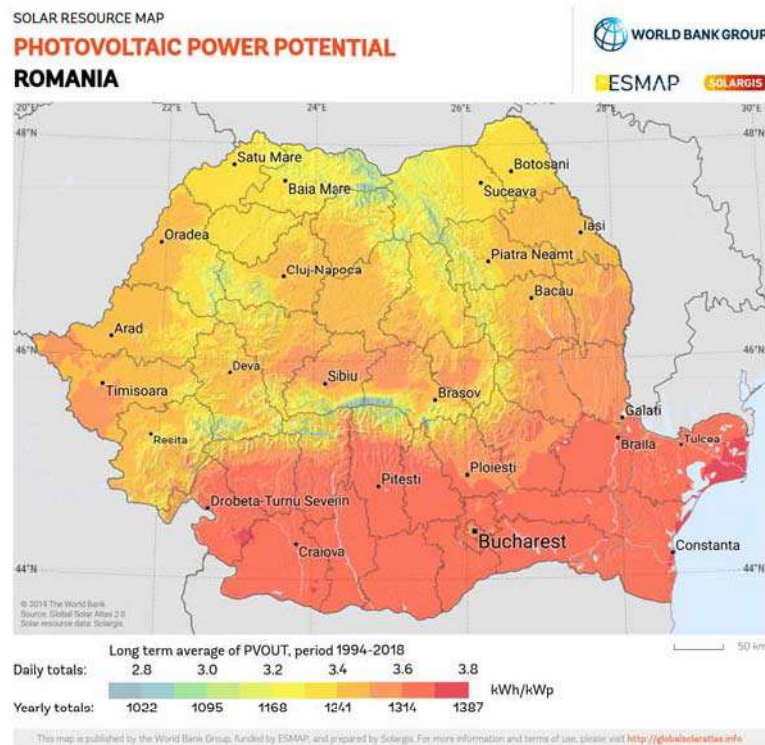 SOLAR RESOURCE MAP
PHOTOVOLTAIC POWER POTENTIAL
ROMANIA
WORLD BANK GROUP
ESMAP
SOLARGIS
20°E 22°E 24°E 26°E 28°E 30°E
48°N 48°N
Satu Mare
Botosani
Baia Mare
Suceava
Oradea
Iasi
Cluj-Napoca
Piatra Neamt
Bacau
Arad
46°N 46°N
Deva
Sibiu
Timisoara
Brasov
Resita
Galati
Braila
Tulcea
Ploiesti
Pitesti
Drobeta-Turnu Severin
Bucharest
Craiova
Constanta
44°N 44°N
© 2019 The World Bank
Source: Global Solar Atlas 2.0
Solar resource data: Solargis
50 km
Long term average of PVOUT, period 1994-2018
Daily totals: 2.8 3.0 3.2 3.4 3.6 3.8
kWh/kWp
Yearly totals: 1022 1095 1168 1241 1314 1387
This map is published by the World Bank Group, funded by ESMAP, and prepared by Solargis. For more information and terms of use, please visit http://globalsolaratlas.info